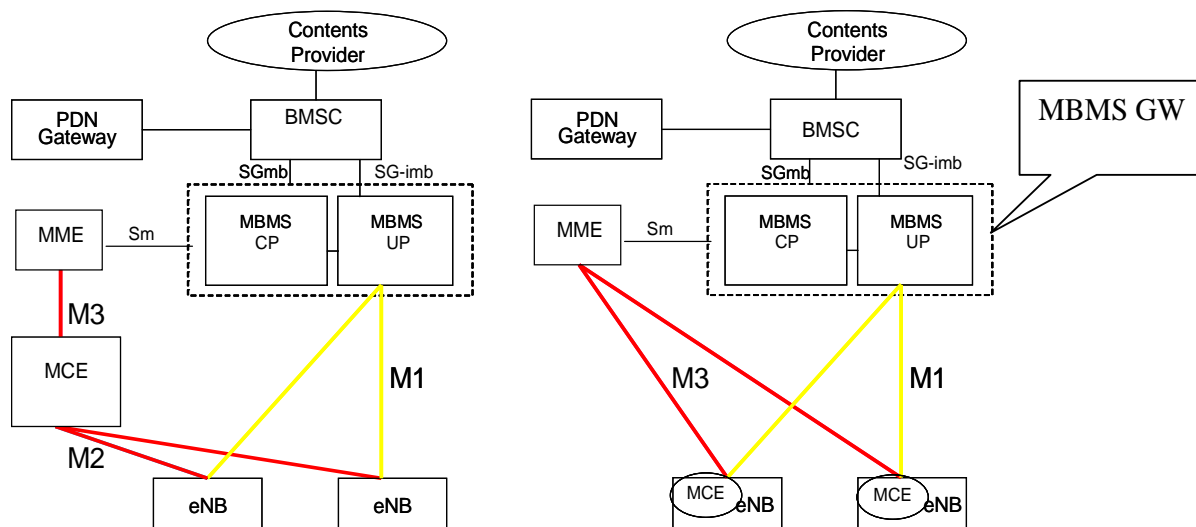 Contents
Provider
PDN
Gateway
BMSC
SGmb
SG-imb
MME
Sm
MBMS
CP
MBMS
UP
M3
MCE
M1
M2
eNB
eNB
Contents
Provider
MBMS GW
PDN
Gateway
BMSC
SGmb
SG-imb
MME
Sm
MBMS
CP
MBMS
UP
M3
M1
MCE
eNB
MCE
eNB